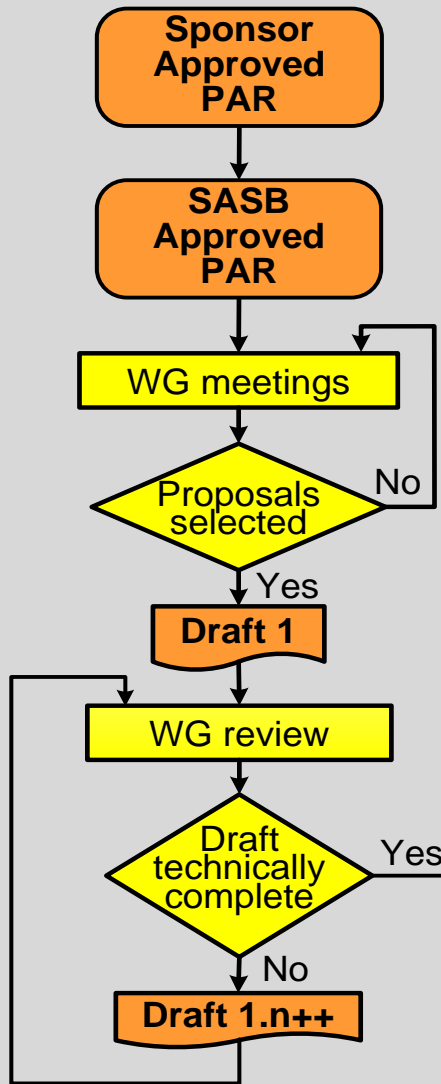 Sponsor
Approved
PAR
SASB
Approved
PAR
WG meetings
Proposals
selected
No
Yes
Draft 1
WG review
Draft
technically
complete
Yes
No
Draft 1.n++